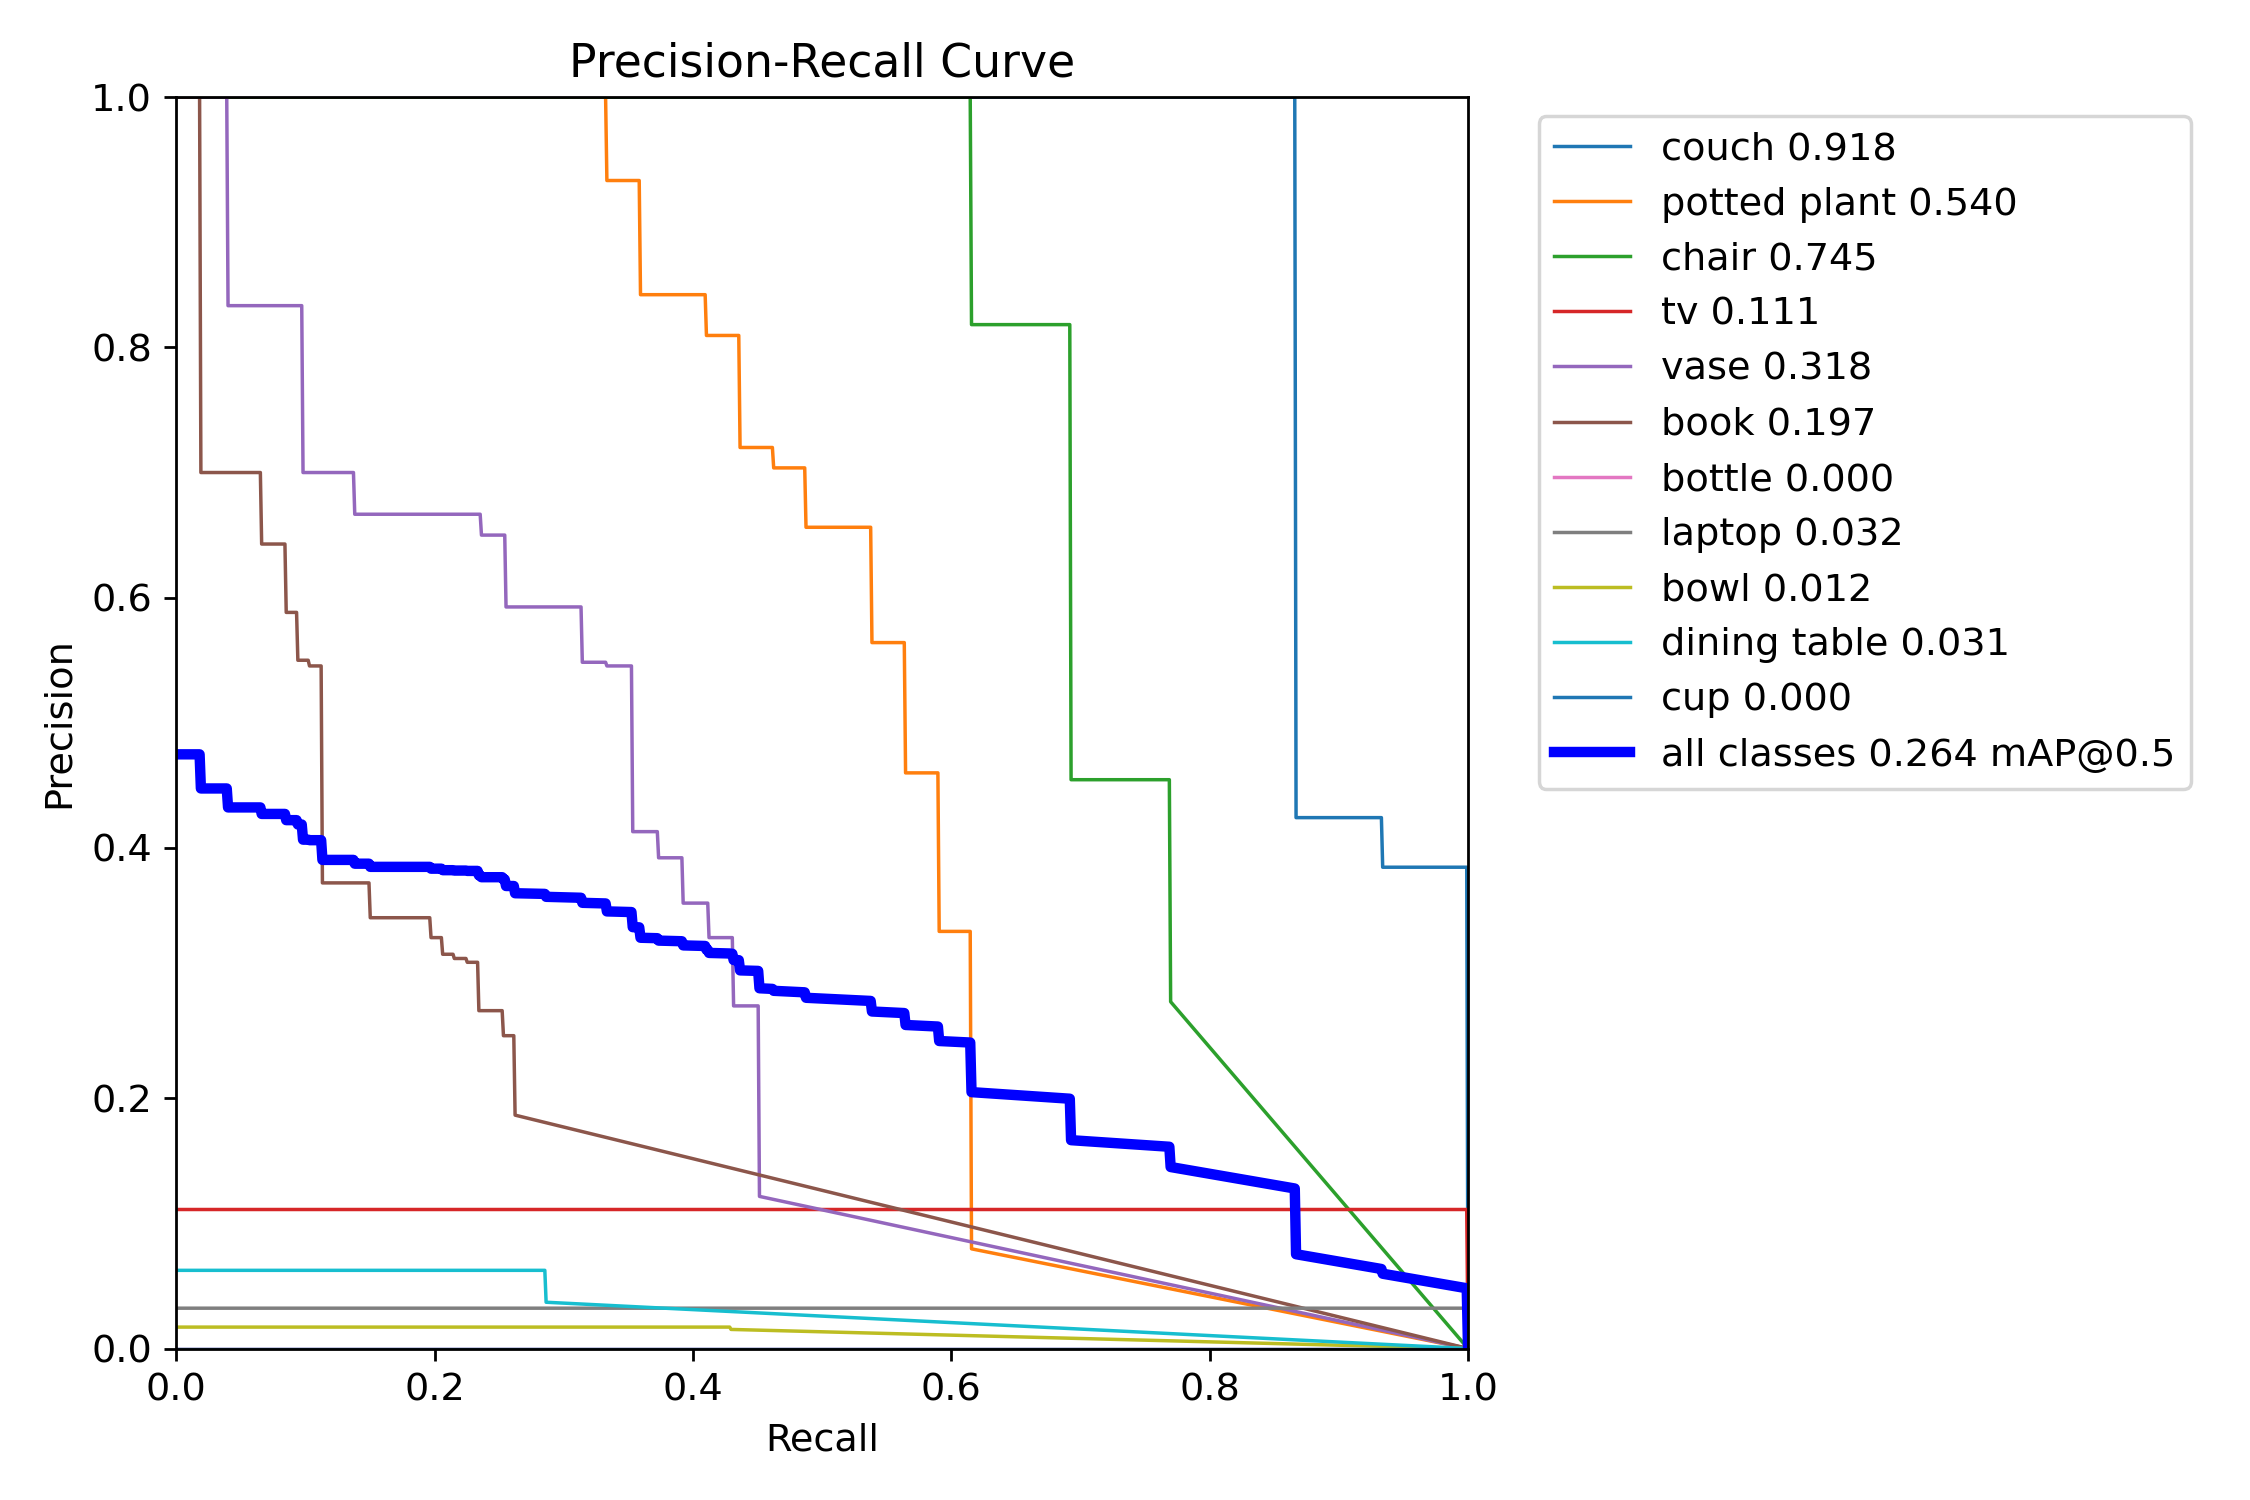 Precision-Recall Curve
1.0
0.8
0.6
0.4
0.2
0.0
Precision
0.0 0.2 0.4 0.6 0.8 1.0
Recall
couch 0.918
potted plant 0.540
chair 0.745
tv 0.111
vase 0.318
book 0.197
bottle 0.000
laptop 0.032
bowl 0.012
dining table 0.031
cup 0.000
all classes 0.264 mAP@0.5